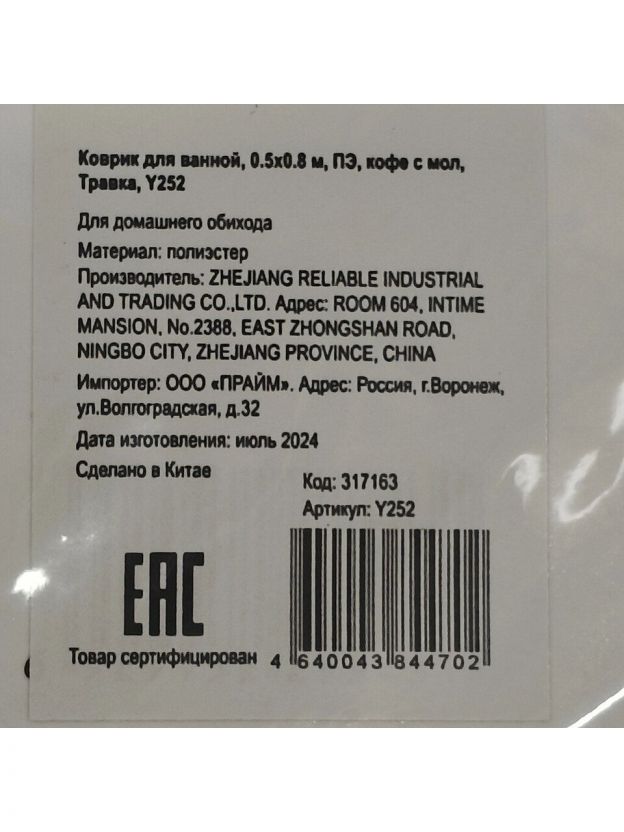 Коврик для ванной, 0.5х0.8 м, ПЭ, кофе с мол,
Травка, Y252
Для домашнего обихода
Материал: полиэстер
Производитель: ZHEJIANG RELIABLE INDUSTRIAL
AND TRADING CO.,LTD. Адрес: ROOM 604, INTIME
MANSION, No.2388, EAST ZHONGSHAN ROAD,
NINGBO CITY, ZHEJIANG PROVINCE, CHINA
Импортер: ООО «ПРАЙМ». Адрес: Россия, г.Воронеж,
ул.Волгоградская, д.32
Дата изготовления: июль 2024
Сделано в Китае
Код: 317163
Артикул: Y252
EAC
Товар сертифицирован
4 640043 844702